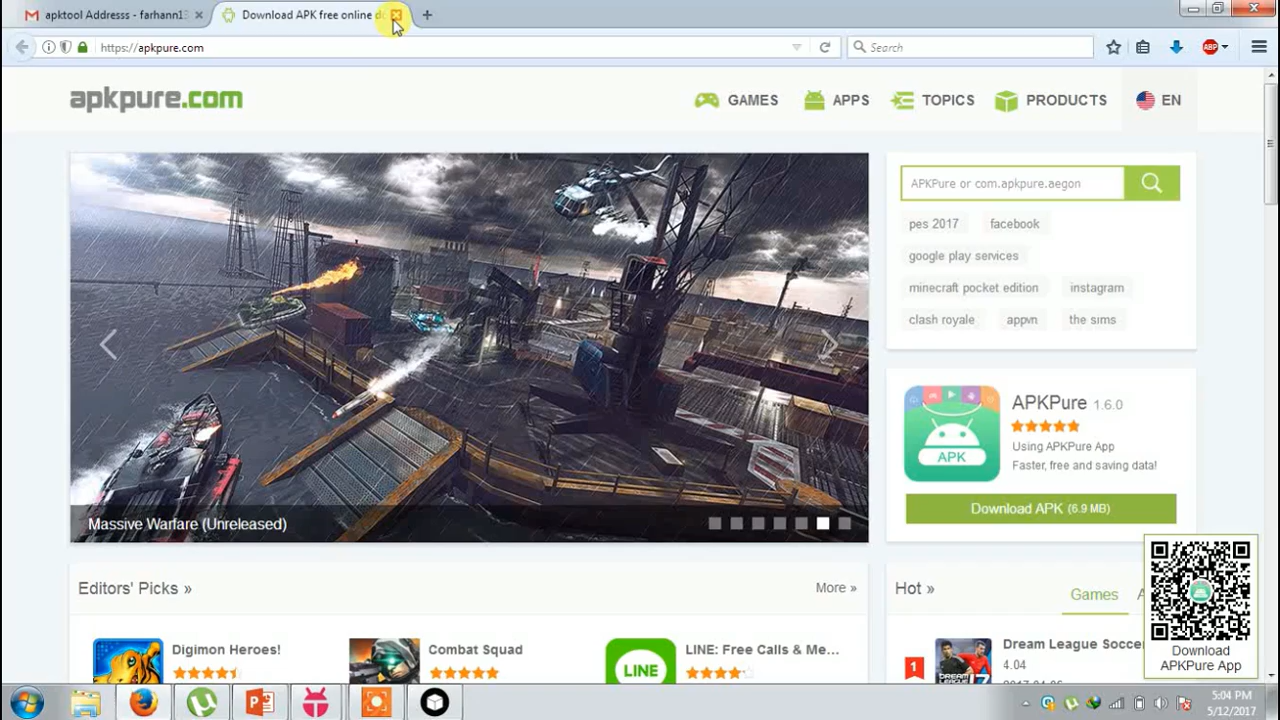 apktool Addresss - farhann13
Download APK free online do
https://apkpure.com
Search
ABP
apkpure.com
GAMES
APPS
TOPICS
PRODUCTS
EN
APKPure or com.apkpure.aegon
pes 2017
facebook
google play services
minecraft pocket edition
instagram
clash royale
appvn
the sims
APKPure 1.6.0
Using APKPure App
Faster, free and saving data!
APK
Download APK (6.9 MB)
Massive Warfare (Unreleased)
Editors' Picks »
More »
Hot »
Games
Digimon Heroes!
Combat Squad
LINE: Free Calls & Me...
LINE
1
Dream League Soccer
4.04
Download
APKPure App
5:04 PM
5/12/2017